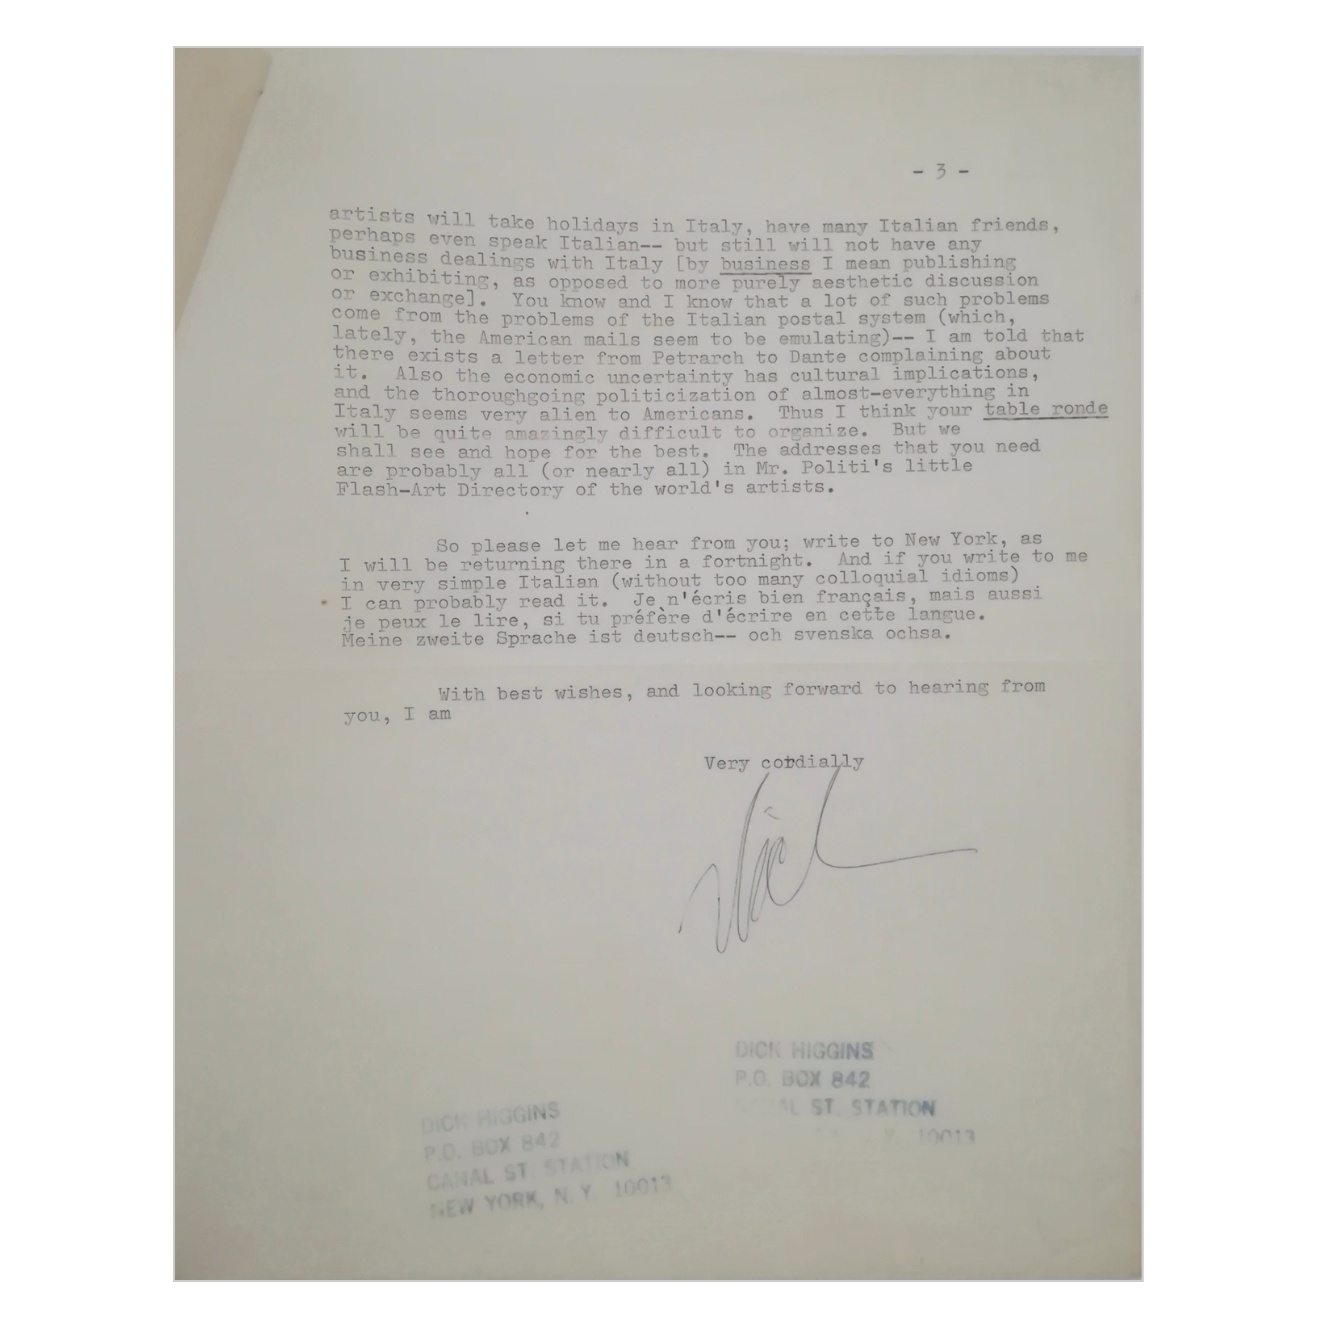 - 3 -
artists will take holidays in Italy, have many Italian friends,
perhaps even speak Italian-- but still will not have any
business dealings with Italy [by business I mean publishing
or exhibiting, as opposed to more purely aesthetic discussion
or exchange].  You know and I know that a lot of such problems
come from the problems of the Italian postal system (which,
lately, the American mails seem to be emulating)-- I am told that
there exists a letter from Petrarch to Dante complaining about
it.  Also the economic uncertainty has cultural implications,
and the thoroughgoing politicization of almost-everything in
Italy seems very alien to Americans.  Thus I think your table ronde
will be quite amazingly difficult to organize.  But we
shall see and hope for the best.  The addresses that you need
are probably all (or nearly all) in Mr. Politi's little
Flash-Art Directory of the world's artists.
So please let me hear from you; write to New York, as
I will be returning there in a fortnight.  And if you write to me
in very simple Italian (without too many colloquial idioms)
I can probably read it.  Je n'écris bien français, mais aussi
je peux le lire, si tu préfère d'écrire en cette langue.
Meine zweite Sprache ist deutsch-- och svenska ochsa.
With best wishes, and looking forward to hearing from
you, I am
Very cordially
Dick
DICK HIGGINS
P.O. BOX 842
ST. STATION
10013
DICK HIGGINS
P.O. BOX 842
CANAL ST. STATION
NEW YORK, N. Y. 10013